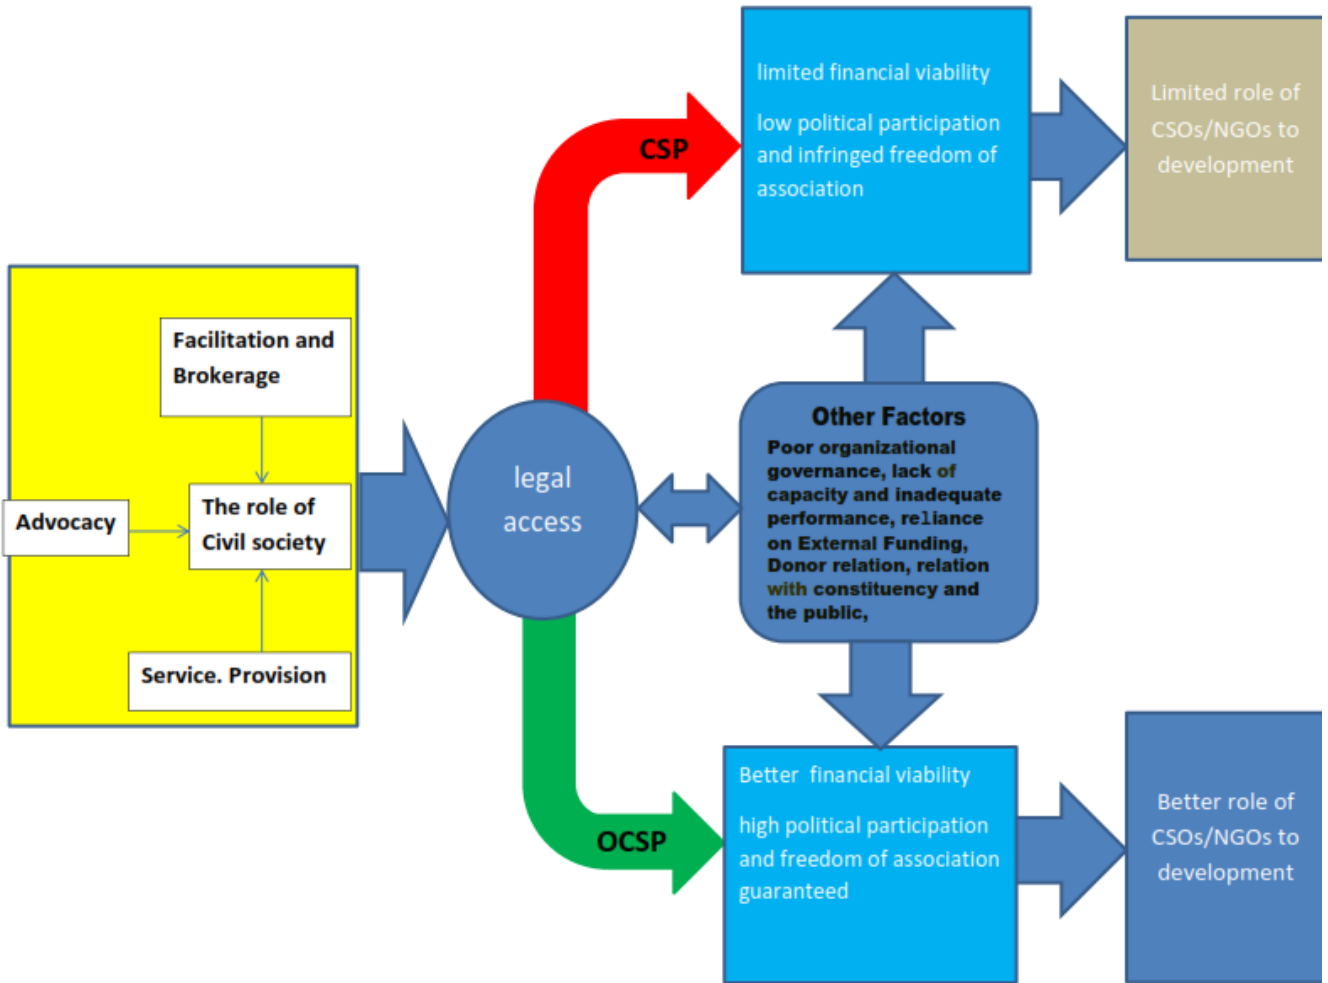 limited financial viability
low political participation
and infringed freedom of
association
Limited role of
CSOs/NGOs to
development
CSP
Facilitation and
Brokerage
Advocacy
The role of
Civil society
Service. Provision
legal
access
Other Factors
Poor organizational
governance, lack of
capacity and inadequate
performance, reliance
on External Funding,
Donor relation, relation
with constituency and
the public,
OCSP
Better  financial viability
high political participation
and freedom of association
guaranteed
Better role of
CSOs/NGOs to
development